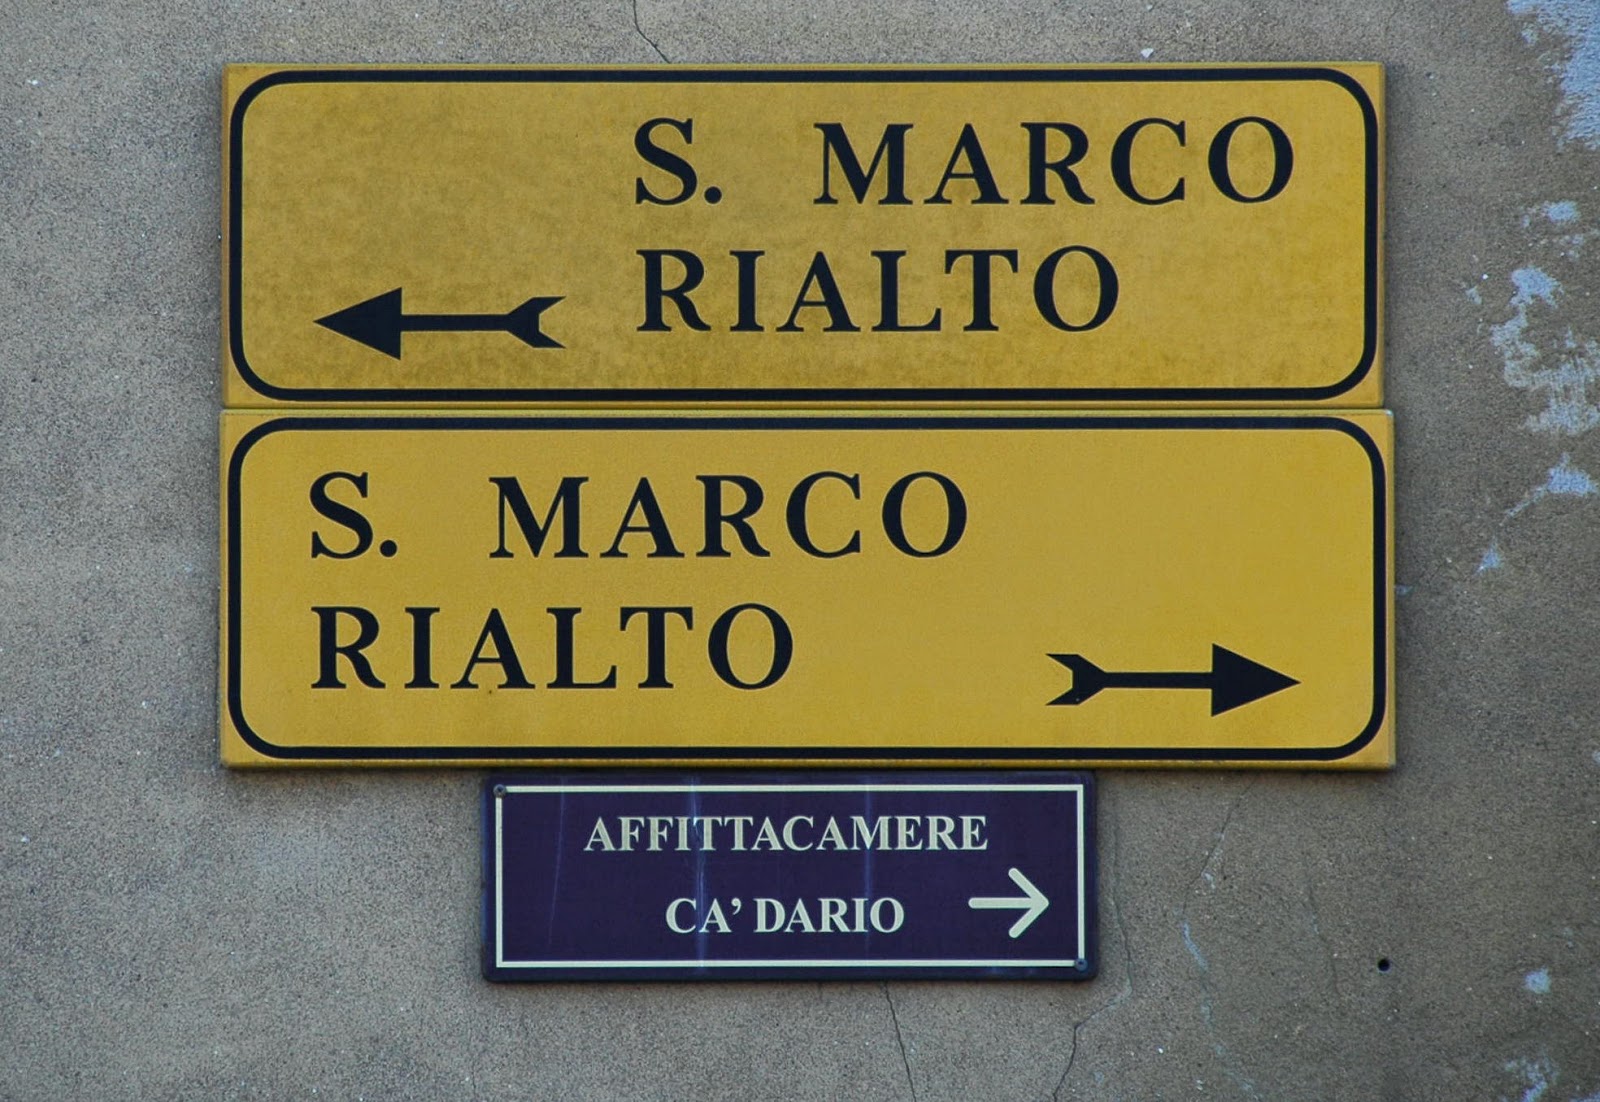 S. MARCO
RIALTO
S. MARCO
RIALTO
AFFITTACAMERE
CA’ DARIO